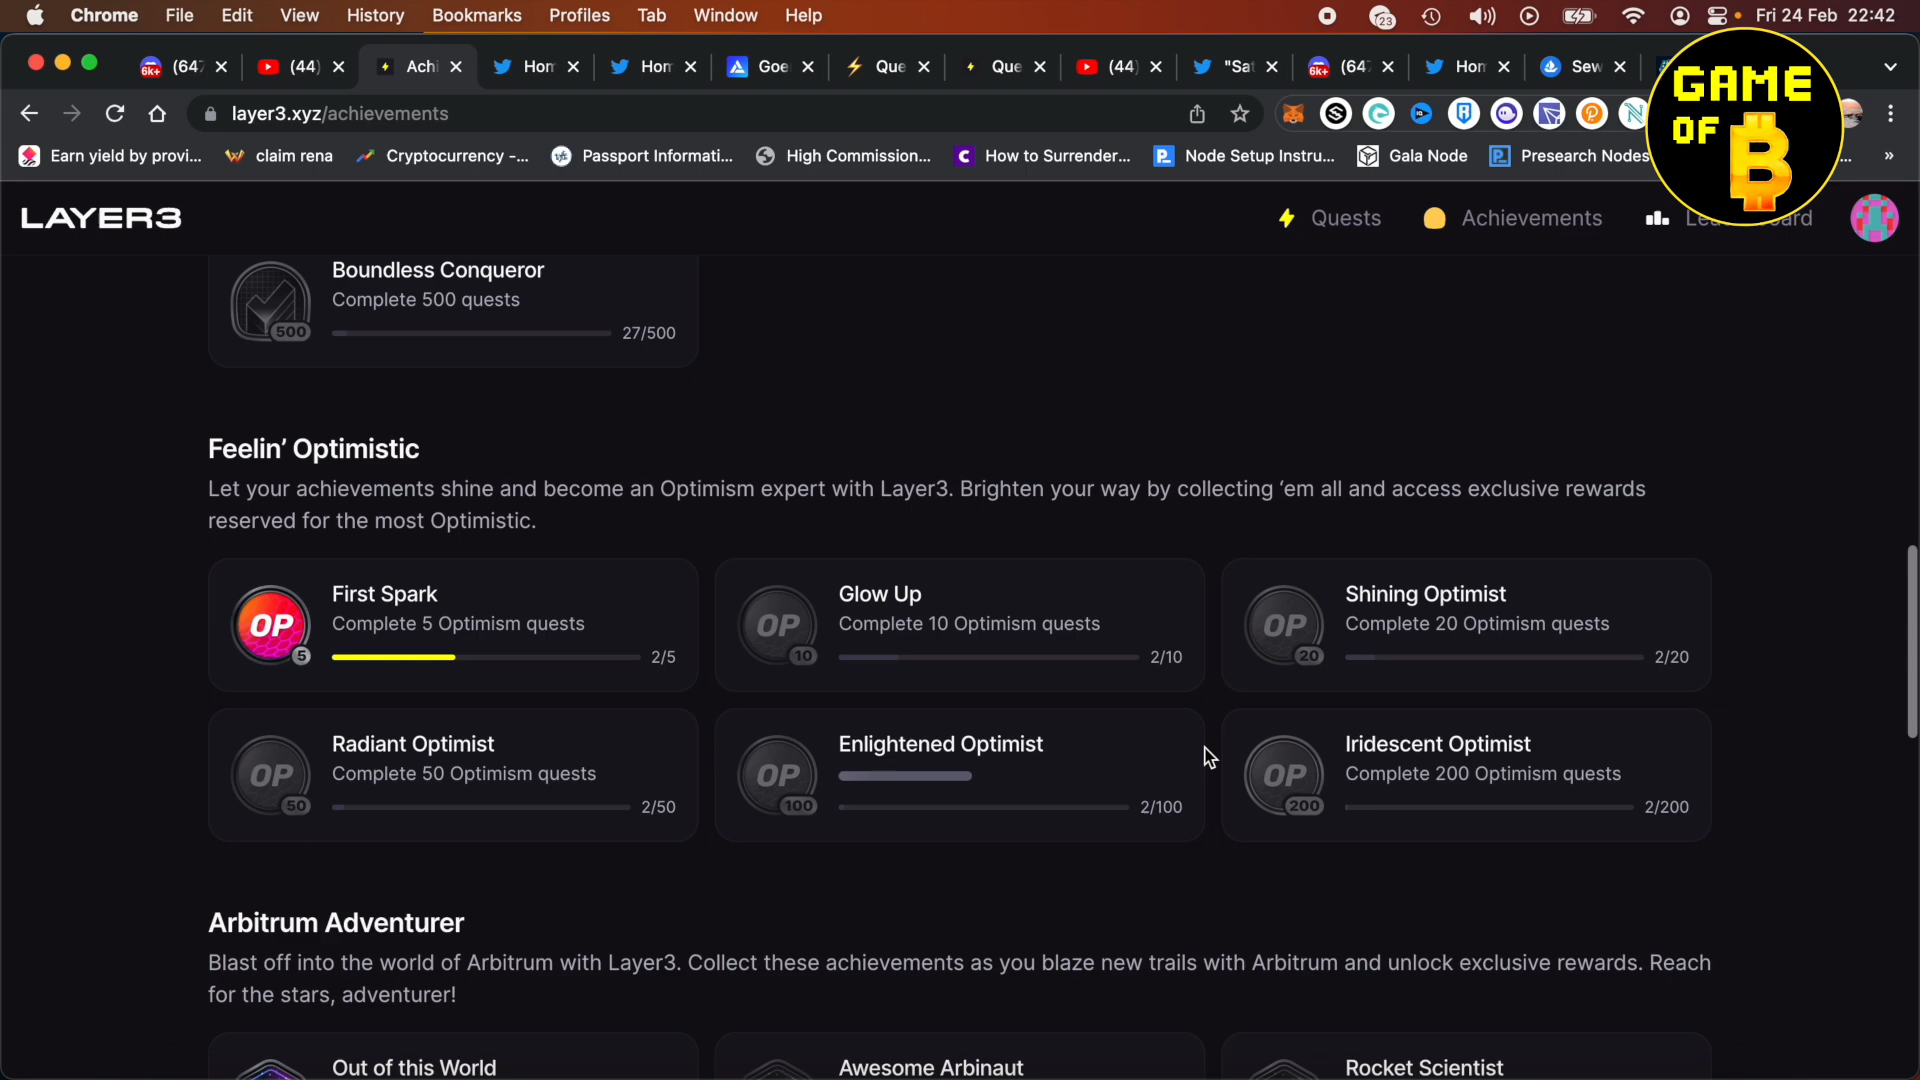 Chrome File Edit View History Bookmarks Profiles Tab Window Help 23 Fri 24 Feb 22:42
6k+ (647 (44) Achi Hom Hom Goe Que Que (44) "Sat 6k+ (647 Hom Sew
layer3.xyz/achievements
Earn yield by provi... claim rena Cryptocurrency -... Passport Informati... High Commission... How to Surrender... Node Setup Instru... Gala Node Presearch Nodes ... »
GAME
OF B
LAYER3 Quests Achievements
Boundless Conqueror
Complete 500 quests
500 27/500
Feelin’ Optimistic
Let your achievements shine and become an Optimism expert with Layer3. Brighten your way by collecting ‘em all and access exclusive rewards
reserved for the most Optimistic.
First Spark
Complete 5 Optimism quests
OP 5 2/5
Glow Up
Complete 10 Optimism quests
OP 10 2/10
Shining Optimist
Complete 20 Optimism quests
OP 20 2/20
Radiant Optimist
Complete 50 Optimism quests
OP 50 2/50
Enlightened Optimist
OP 100 2/100
Iridescent Optimist
Complete 200 Optimism quests
OP 200 2/200
Arbitrum Adventurer
Blast off into the world of Arbitrum with Layer3. Collect these achievements as you blaze new trails with Arbitrum and unlock exclusive rewards. Reach
for the stars, adventurer!
Out of this World
Awesome Arbinaut
Rocket Scientist